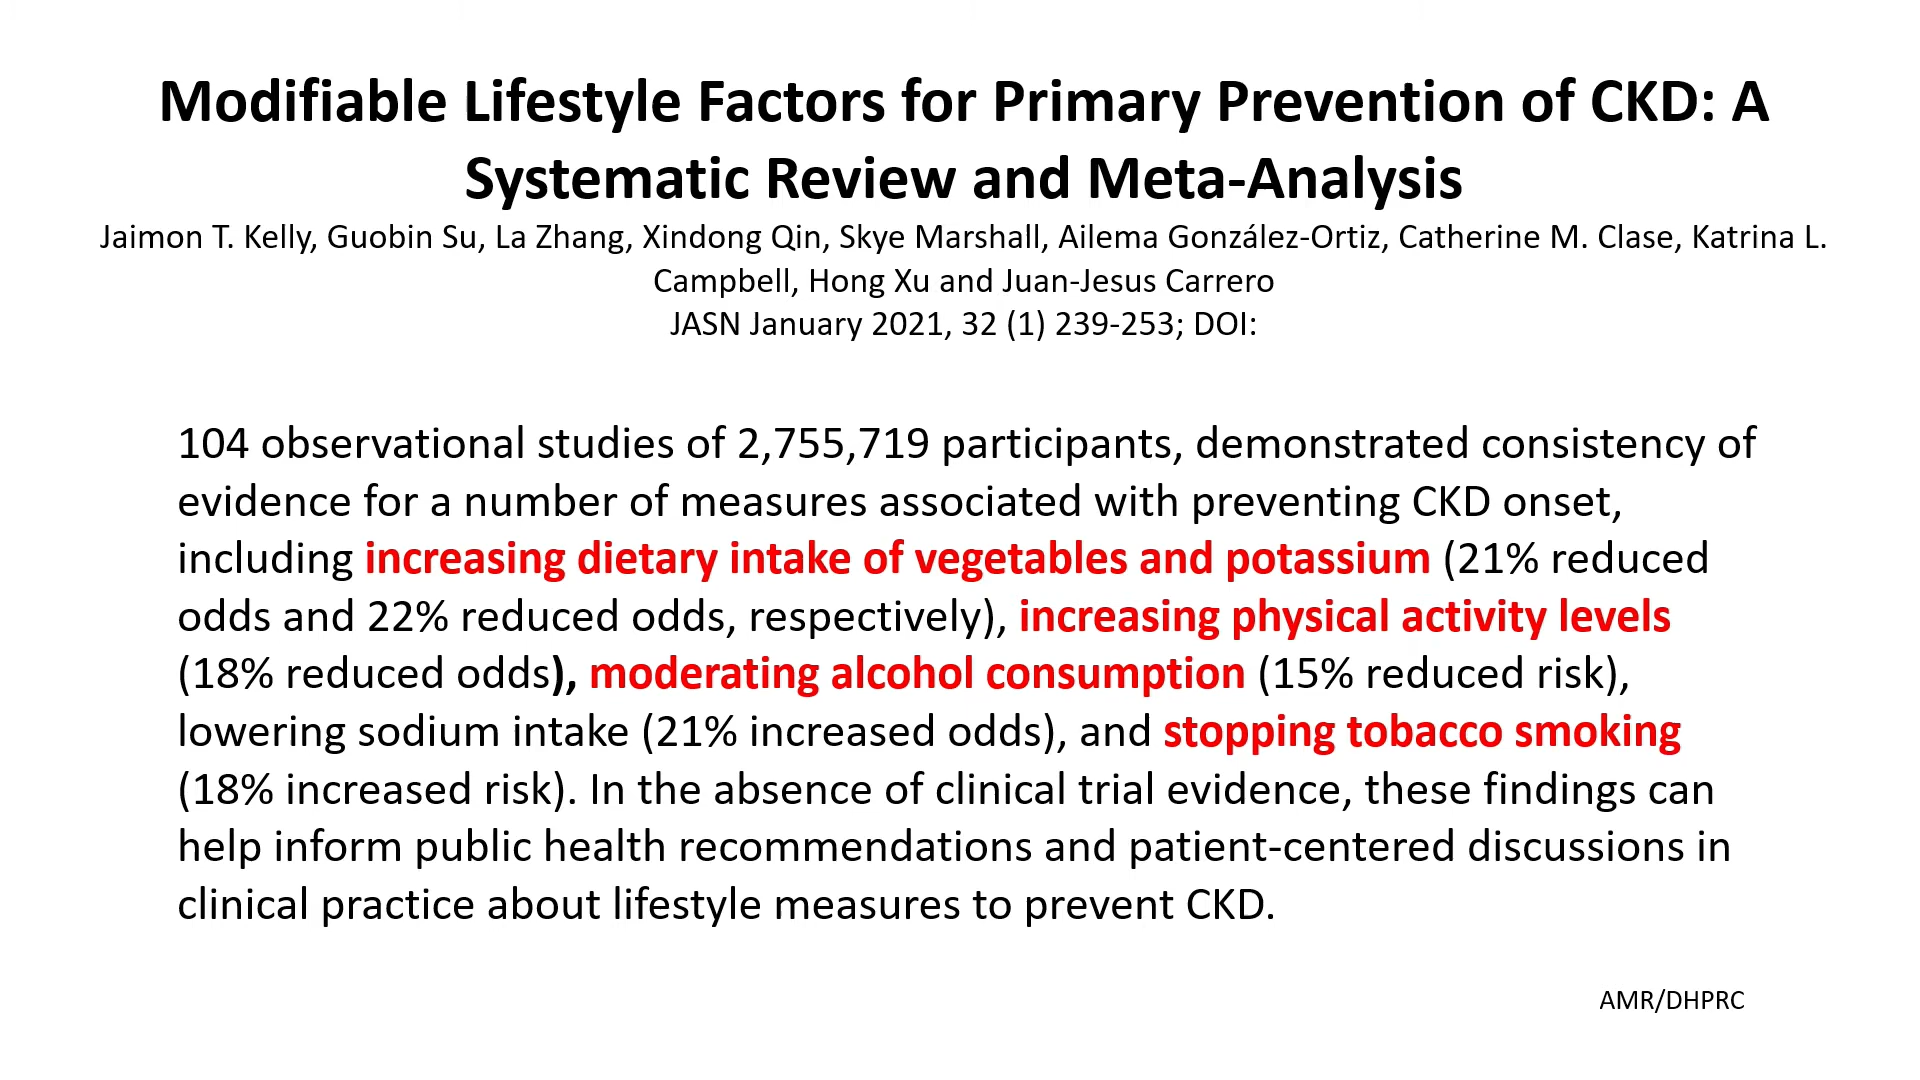 Modifiable Lifestyle Factors for Primary Prevention of CKD: A
Systematic Review and Meta-Analysis
Jaimon T. Kelly, Guobin Su, La Zhang, Xindong Qin, Skye Marshall, Ailema González-Ortiz, Catherine M. Clase, Katrina L.
Campbell, Hong Xu and Juan-Jesus Carrero
JASN January 2021, 32 (1) 239-253; DOI:
104 observational studies of 2,755,719 participants, demonstrated consistency of
evidence for a number of measures associated with preventing CKD onset,
including increasing dietary intake of vegetables and potassium (21% reduced
odds and 22% reduced odds, respectively), increasing physical activity levels
(18% reduced odds), moderating alcohol consumption (15% reduced risk),
lowering sodium intake (21% increased odds), and stopping tobacco smoking
(18% increased risk). In the absence of clinical trial evidence, these findings can
help inform public health recommendations and patient-centered discussions in
clinical practice about lifestyle measures to prevent CKD.
AMR/DHPRC